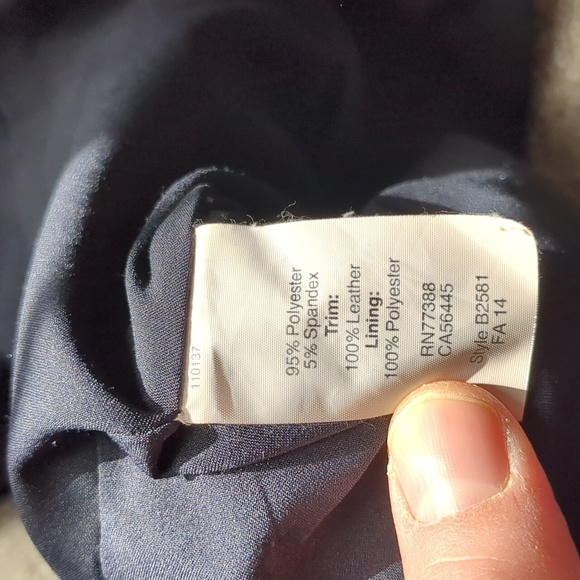 95% Polyester
5% Spandex
Trim:
100% Leather
Lining:
100% Polyester
RN77388
CA56445
Style B2581
FA 14
110137